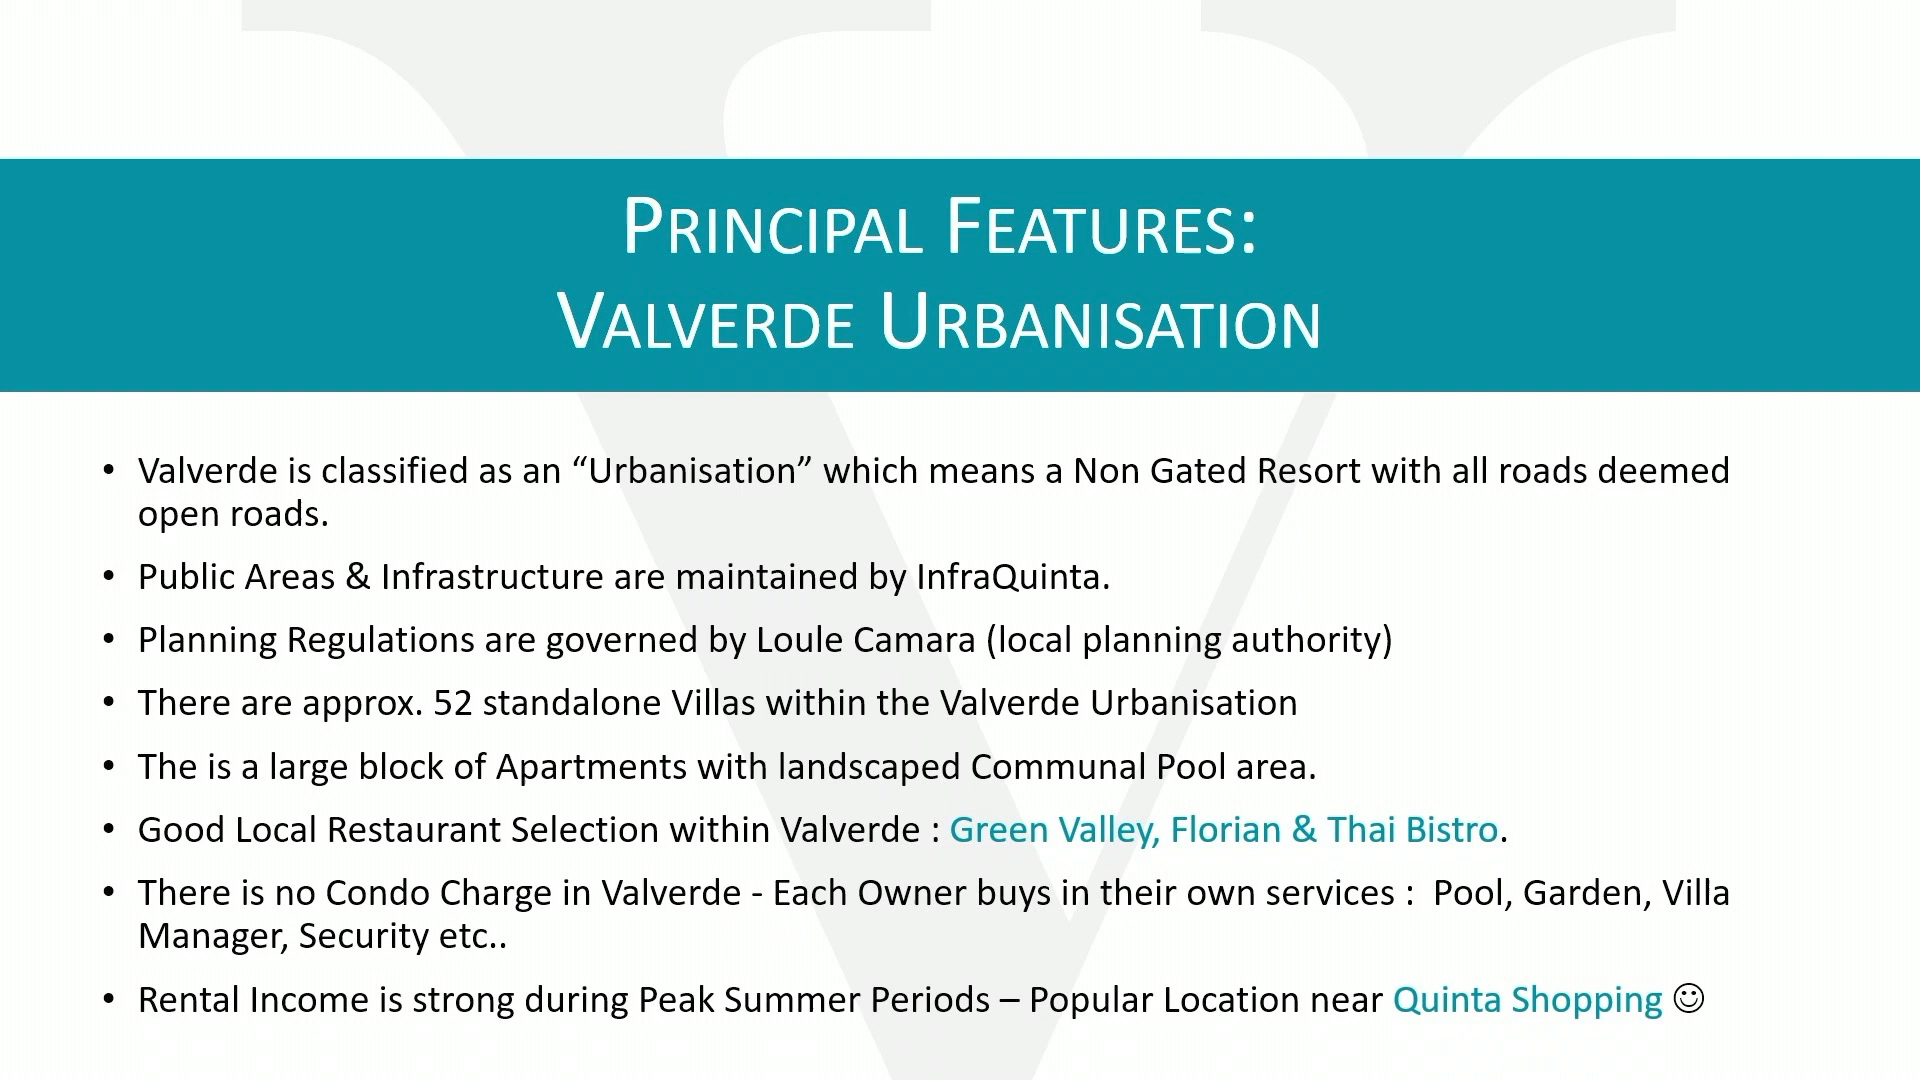 PRINCIPAL FEATURES:
VALVERDE URBANISATION
• Valverde is classified as an “Urbanisation” which means a Non Gated Resort with all roads deemed
open roads.
• Public Areas & Infrastructure are maintained by InfraQuinta.
• Planning Regulations are governed by Loule Camara (local planning authority)
• There are approx. 52 standalone Villas within the Valverde Urbanisation
• The is a large block of Apartments with landscaped Communal Pool area.
• Good Local Restaurant Selection within Valverde : Green Valley, Florian & Thai Bistro.
• There is no Condo Charge in Valverde - Each Owner buys in their own services :  Pool, Garden, Villa
Manager, Security etc..
• Rental Income is strong during Peak Summer Periods – Popular Location near Quinta Shopping ☺